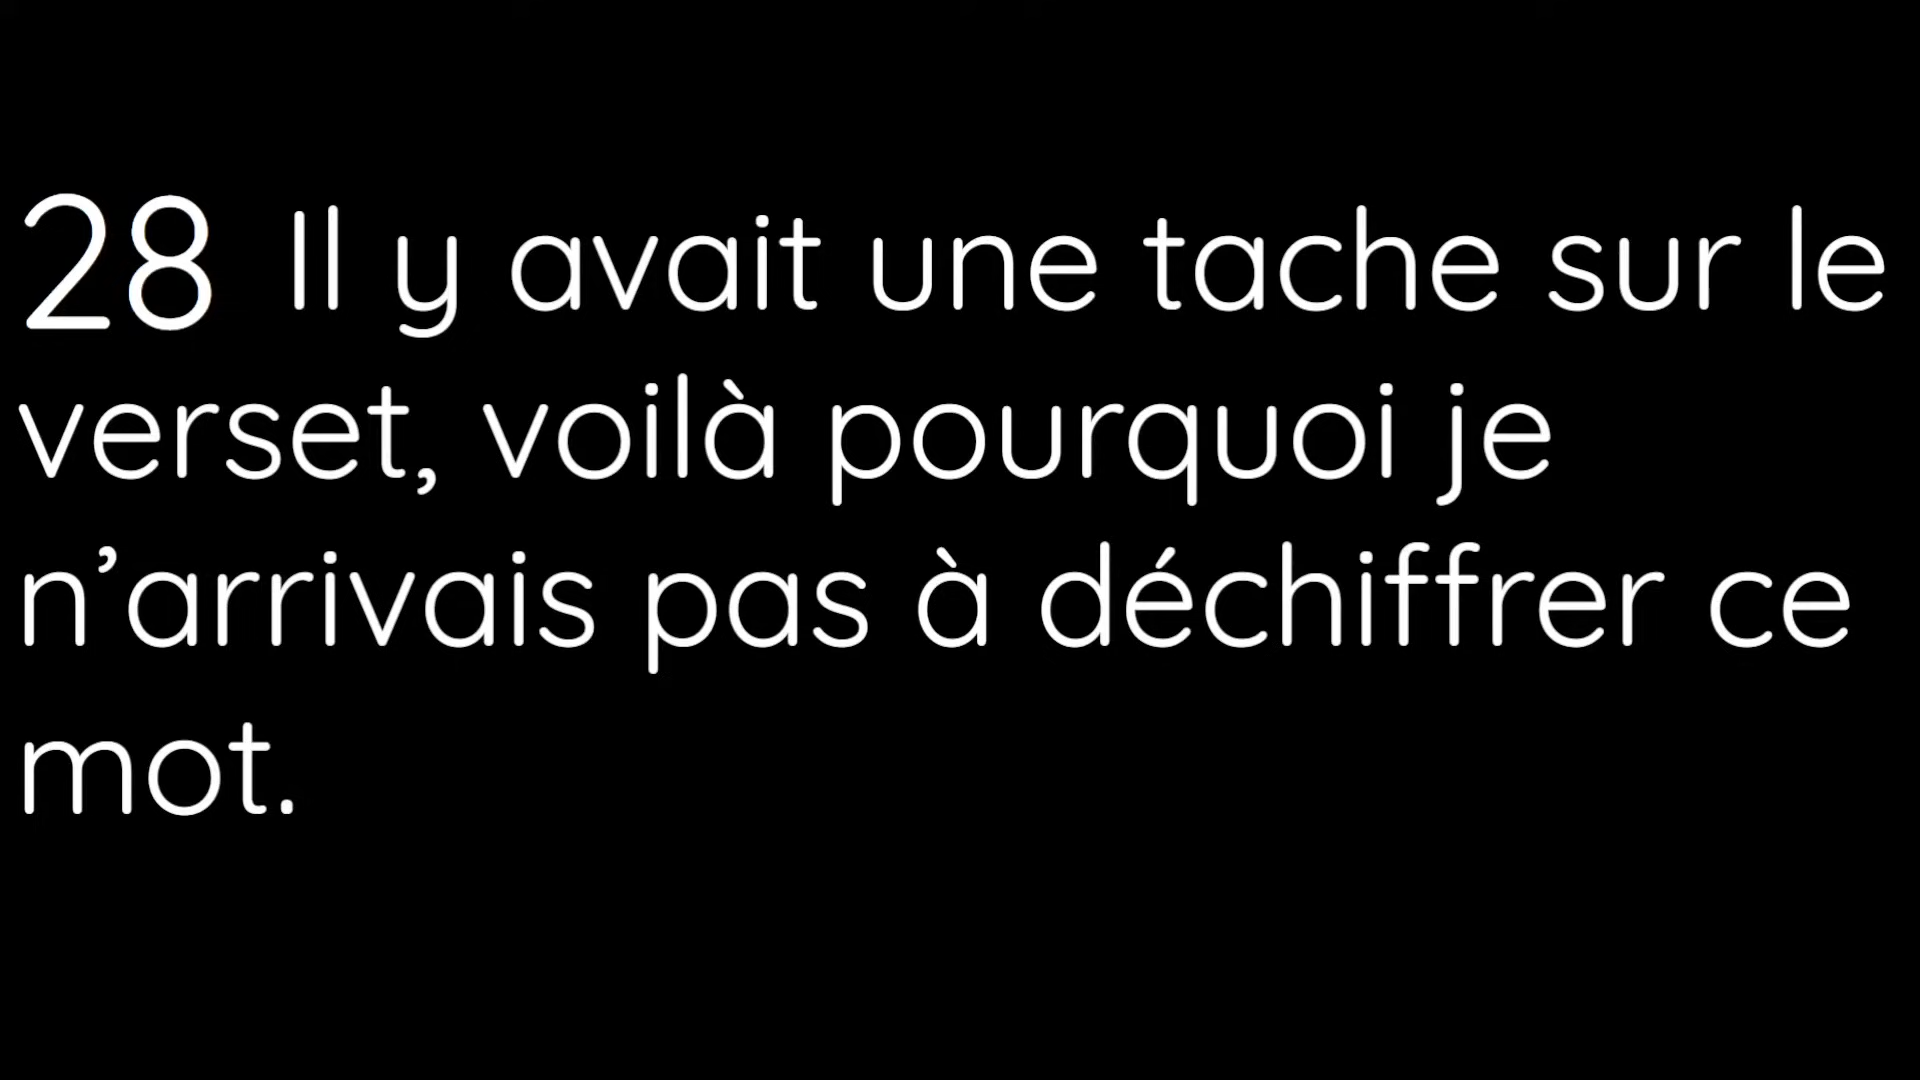 28 Il y avait une tache sur le
verset, voilà pourquoi je
n’arrivais pas à déchiffrer ce
mot.